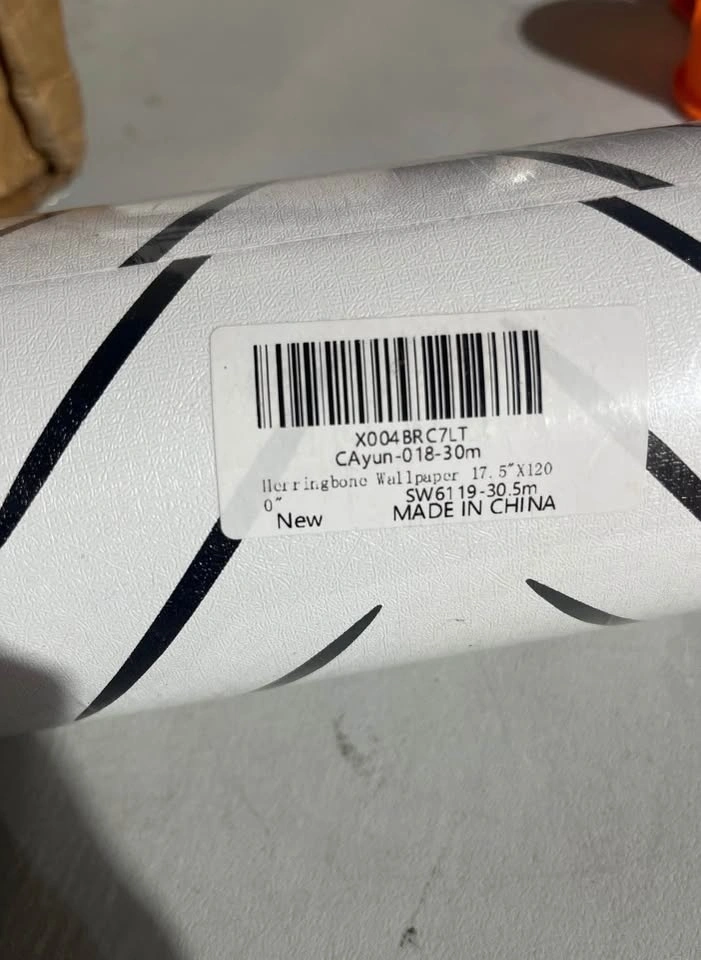 X004BRC7LT
CAyun-018-30m
Herringbone Wallpaper 17.5"X120
0" SW6119-30.5m
New MADE IN CHINA